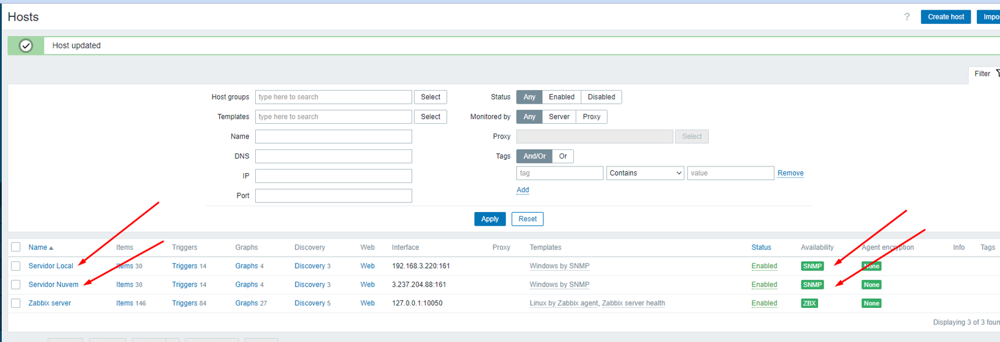 Hosts
? Create host Impor
Host updated
Filter
Host groups type here to search Select Status Any Enabled Disabled
Templates type here to search Select Monitored by Any Server Proxy
Name Proxy Select
DNS Tags And/Or Or
IP tag Contains value Remove
Port Add
Apply Reset
Name Items Triggers Graphs Discovery Web Interface Proxy Templates Status Availability Agent encryption Info Tags
Servidor Local Items 30 Triggers 14 Graphs 4 Discovery 3 Web 192.168.3.220:161 Windows by SNMP Enabled SNMP None
Servidor Nuvem Items 30 Triggers 14 Graphs 4 Discovery 3 Web 3.237.204.88:161 Windows by SNMP Enabled SNMP None
Zabbix server Items 146 Triggers 84 Graphs 27 Discovery 5 Web 127.0.0.1:10050 Linux by Zabbix agent, Zabbix server health Enabled ZBX None
Displaying 3 of 3 foun